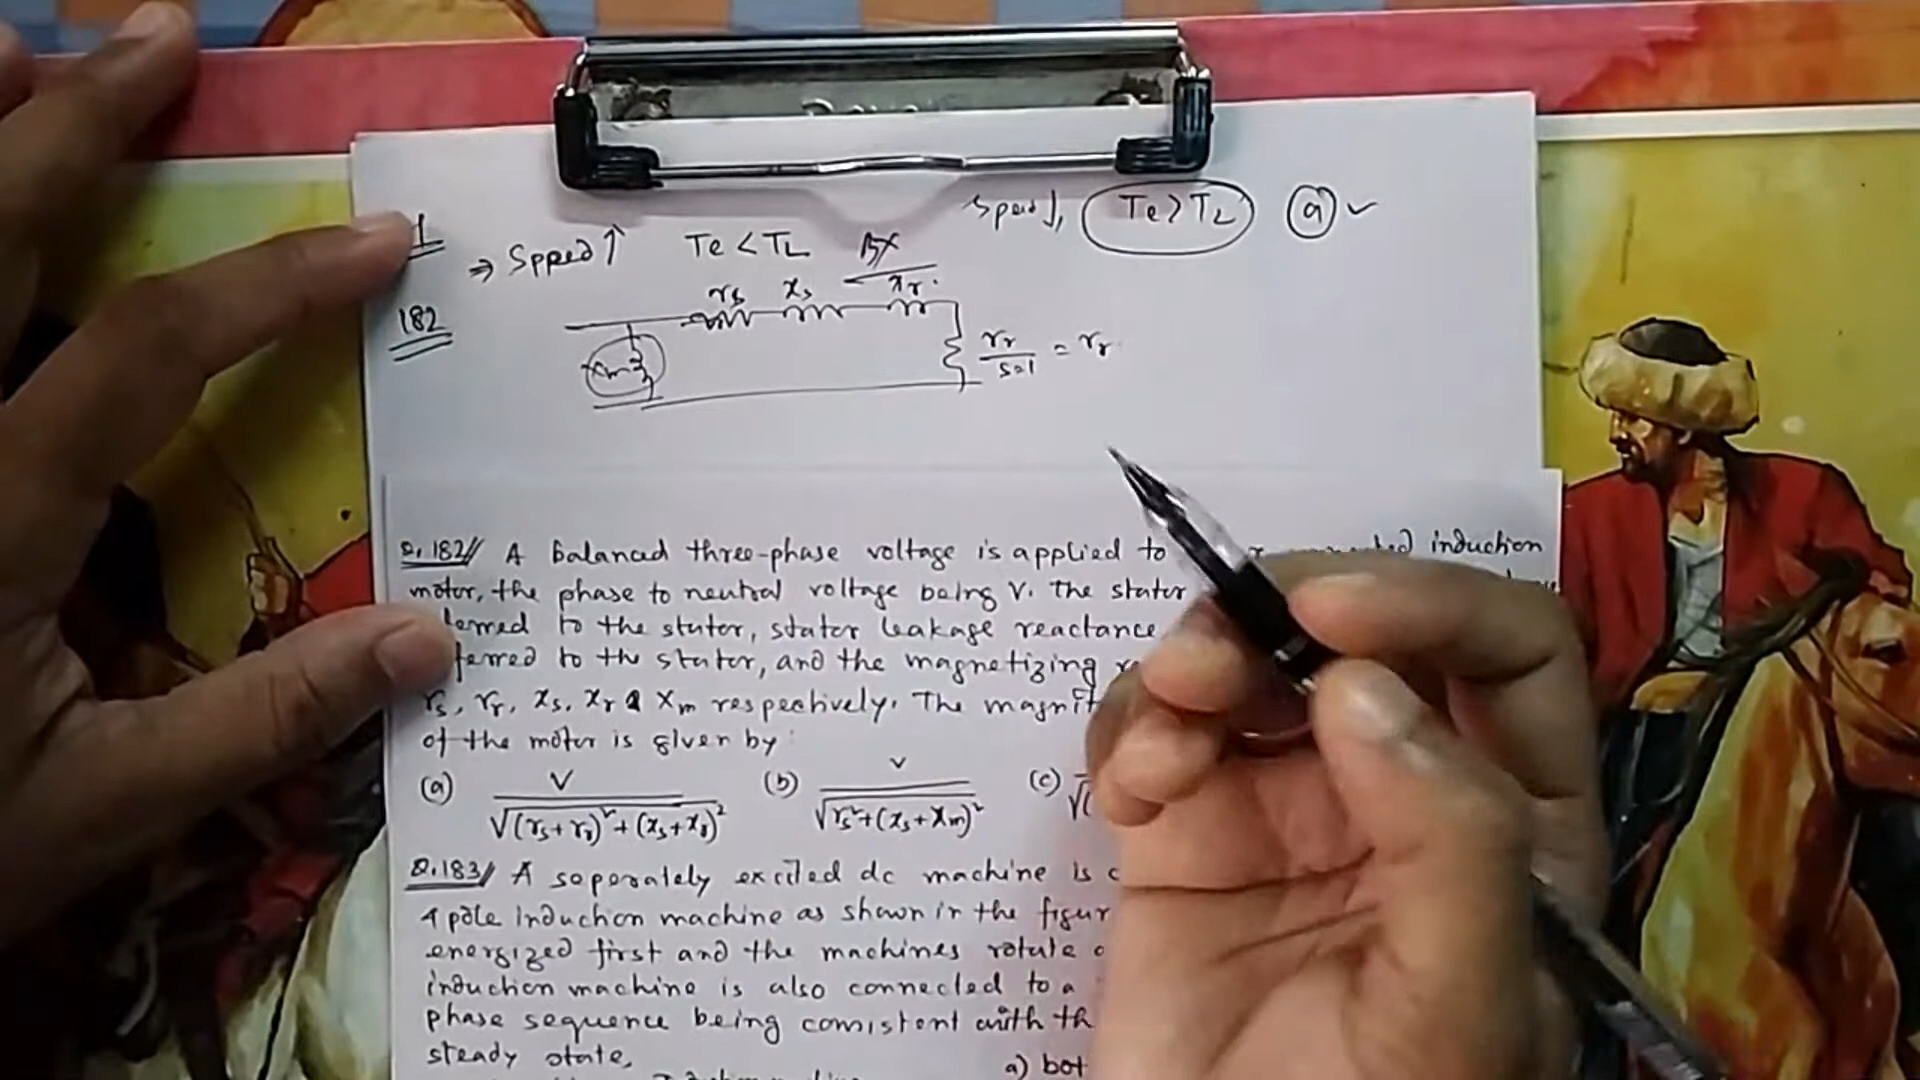 Speed↓, Te > TL (a) ✓
1
⇒ Spped↑ Te < TL
182
rs xs xr
xm rr/s=1 = rr
Q.182// A balanced three-phase voltage is applied to induction
motor, the phase to neutral voltage being V. The stator
to the stator, stator leakage reactance
to the stator, and the magnetizing
rs, rr, xs, xr & Xm respectively. The magnit
of the motor is given by:
(a) V/√(rs+rr)²+(xs+xr)² (b) V/√rs²+(xs+Xm)² (c)
Q.183// A seperately excited dc machine is c
4 pole induction machine as shown in the figur
energized first and the machines rotate
induction machine is also connected to a
phase sequence being consistent with th
steady state,
a) bot